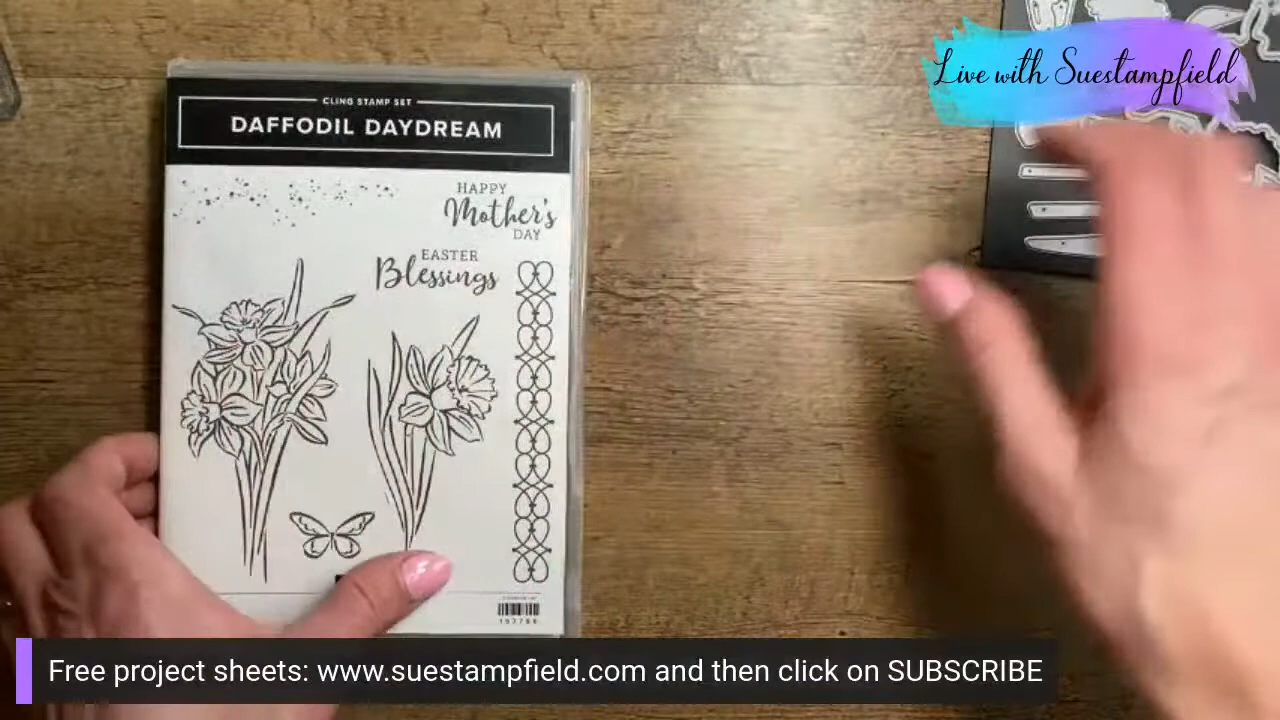 Live with Suestampfield
CLING STAMP SET
DAFFODIL DAYDREAM
HAPPY
Mother's
DAY
EASTER
Blessings
Free project sheets: www.suestampfield.com and then click on SUBSCRIBE